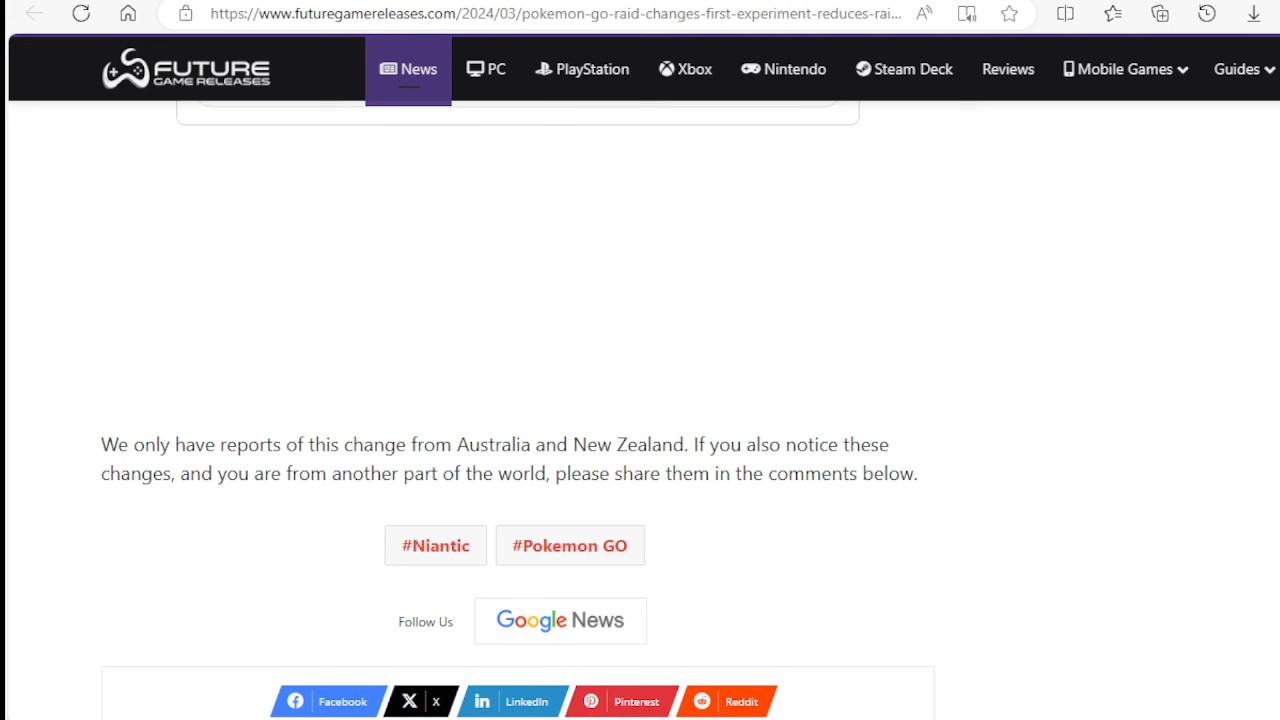 https://www.futuregamereleases.com/2024/03/pokemon-go-raid-changes-first-experiment-reduces-rai...
FUTURE
GAME RELEASES
News
PC
PlayStation
Xbox
Nintendo
Steam Deck
Reviews
Mobile Games
Guides
We only have reports of this change from Australia and New Zealand. If you also notice these
changes, and you are from another part of the world, please share them in the comments below.
#Niantic
#Pokemon GO
Follow Us
Google News
Facebook
X
LinkedIn
Pinterest
Reddit